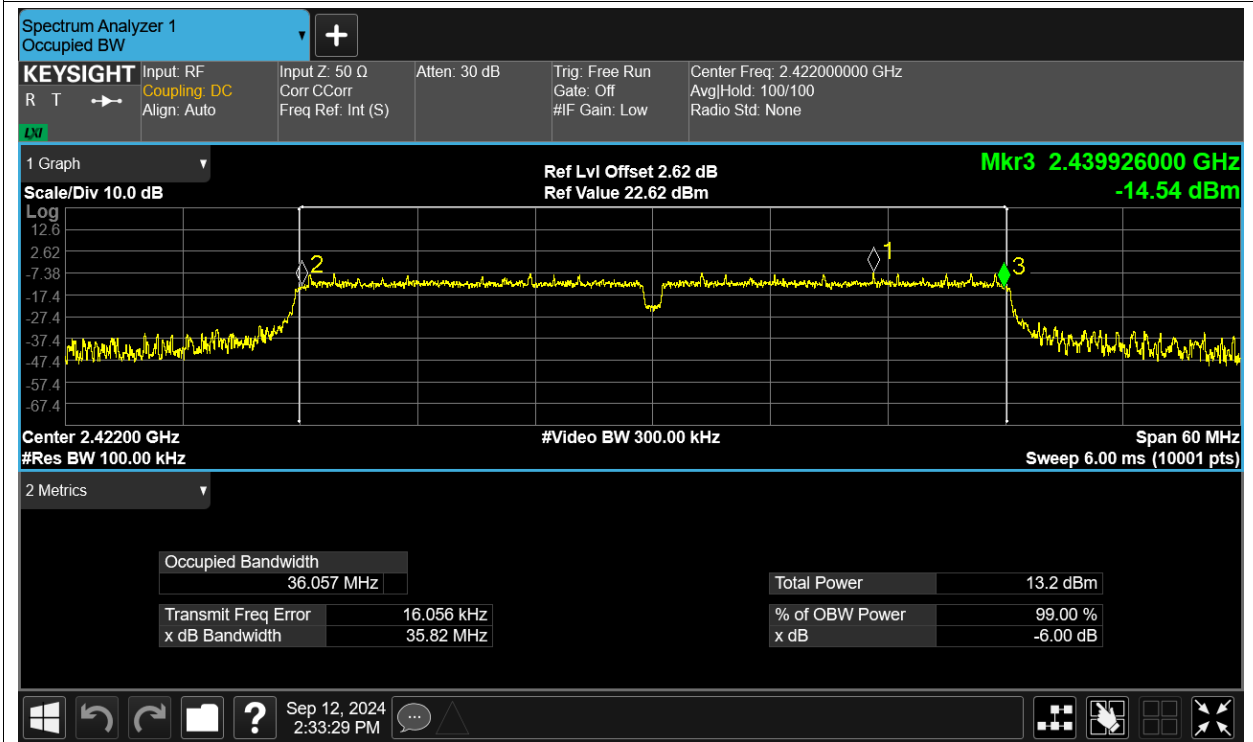 Spectrum Analyzer 1
Occupied BW
KEYSIGHT
R T
LXI
Input: RF
Coupling: DC
Align: Auto
Input Z: 50 Ω
Corr CCorr
Freq Ref: Int (S)
Atten: 30 dB
Trig: Free Run
Gate: Off
#IF Gain: Low
Center Freq: 2.422000000 GHz
Avg|Hold: 100/100
Radio Std: None
1 Graph
Scale/Div 10.0 dB
Ref Lvl Offset 2.62 dB
Ref Value 22.62 dBm
Mkr3 2.439926000 GHz
-14.54 dBm
Log
12.6
2.62
-7.38
-17.4
-27.4
-37.4
-47.4
-57.4
-67.4
2
1
3
Center 2.42200 GHz
#Video BW 300.00 kHz
Span 60 MHz
#Res BW 100.00 kHz
Sweep 6.00 ms (10001 pts)
2 Metrics
Occupied Bandwidth
36.057 MHz
Transmit Freq Error 16.056 kHz
x dB Bandwidth 35.82 MHz
Total Power 13.2 dBm
% of OBW Power 99.00 %
x dB -6.00 dB
?
Sep 12, 2024
2:33:29 PM